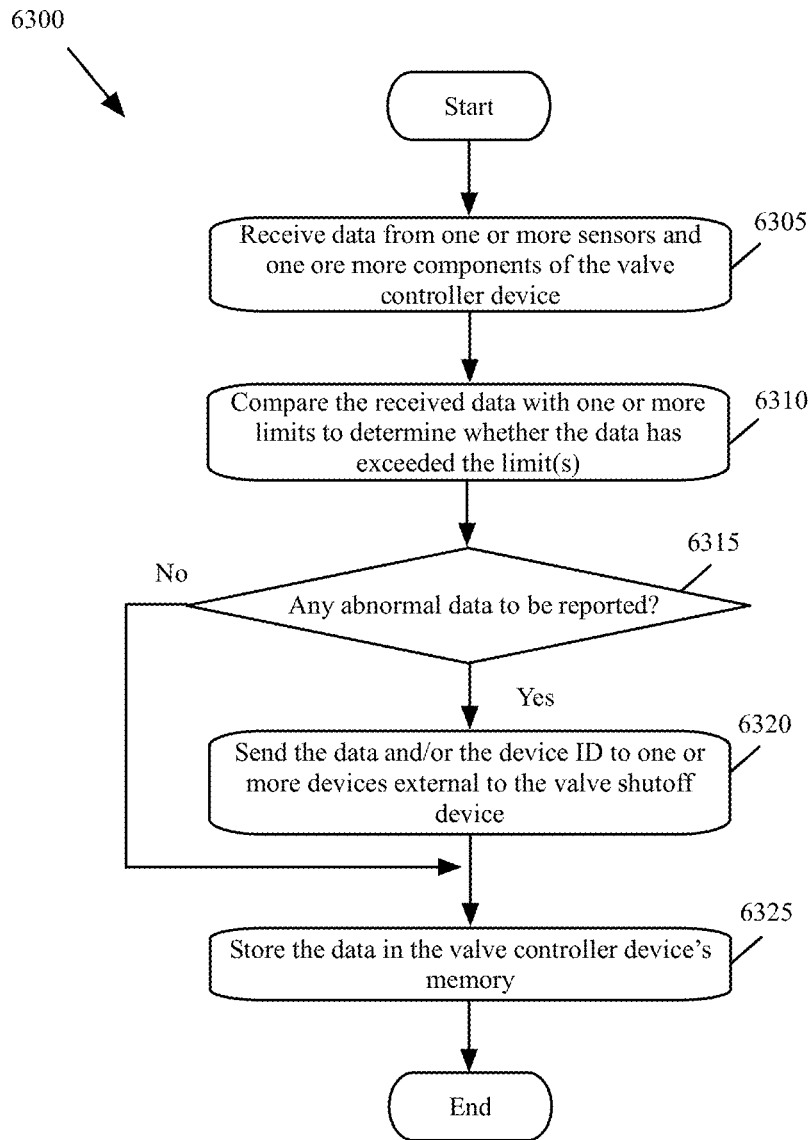 6300
Start
6305
Receive data from one or more sensors and
one ore more components of the valve
controller device
6310
Compare the received data with one or more
limits to determine whether the data has
exceeded the limit(s)
6315
No
Any abnormal data to be reported?
Yes
6320
Send the data and/or the device ID to one or
more devices external to the valve shutoff
device
6325
Store the data in the valve controller device's
memory
End